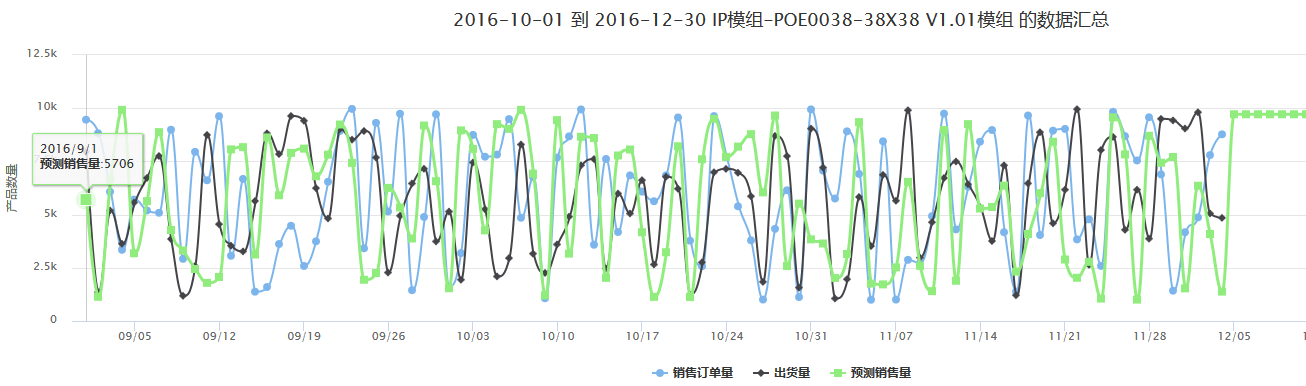 2016-10-01 到 2016-12-30 IP模组-POE0038-38X38 V1.01模组 的数据汇总
产品数量
12.5k
10k
5k
2.5k
0
2016/9/1
预测销售量:5706
09/05 09/12 09/19 09/26 10/03 10/10 10/17 10/24 10/31 11/07 11/14 11/21 11/28 12/05
销售订单量 出货量 预测销售量